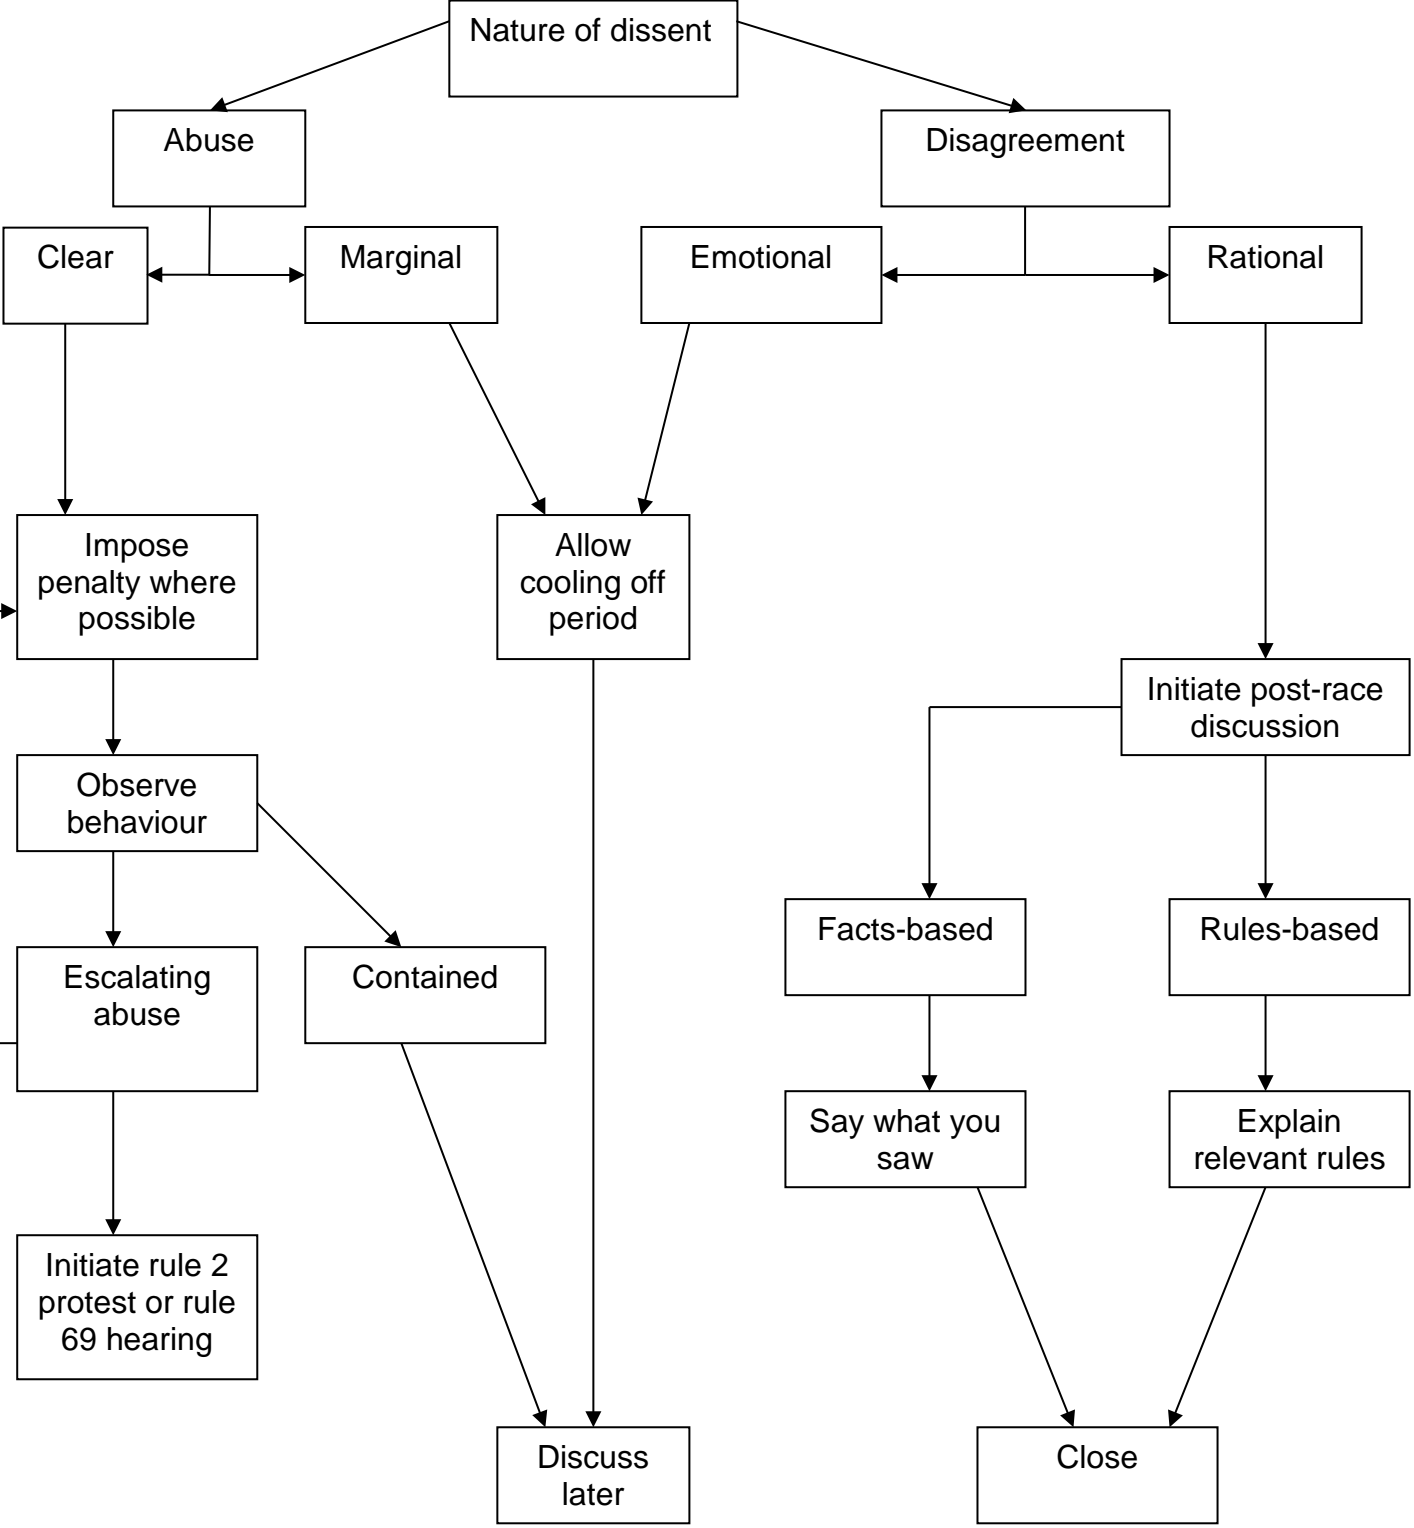 Nature of dissent
Abuse
Disagreement
Clear
Marginal
Emotional
Rational
Impose
penalty where
possible
Allow
cooling off
period
Initiate post-race
discussion
Observe
behaviour
Facts-based
Rules-based
Escalating
abuse
Contained
Say what you
saw
Explain
relevant rules
Initiate rule 2
protest or rule
69 hearing
Discuss
later
Close